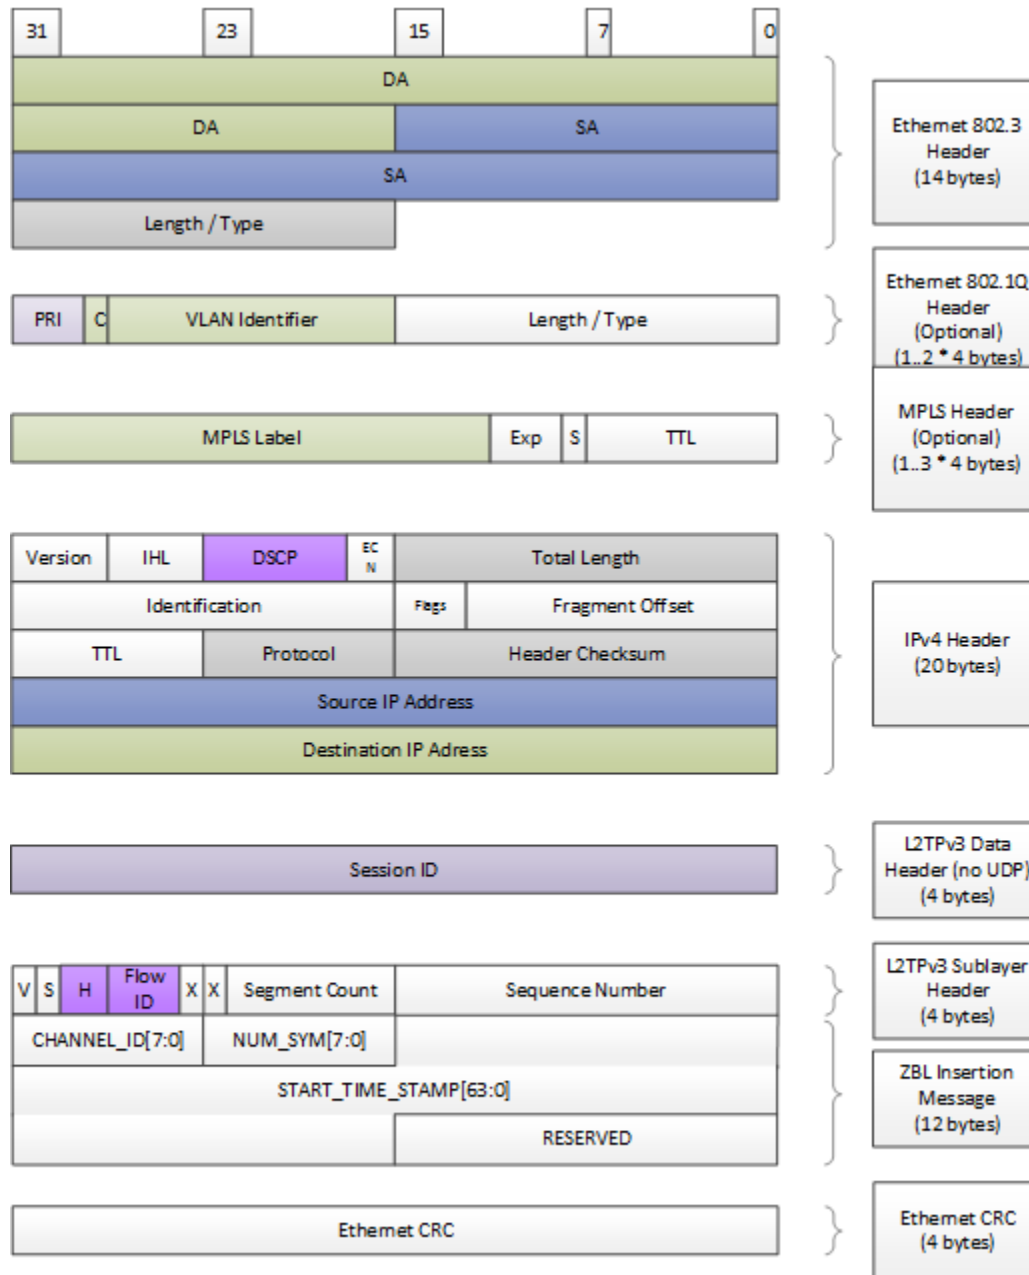 31 23 15 7 0
DA
DA SA
SA
Length / Type
Ethernet 802.3
Header
(14 bytes)
PRI C VLAN Identifier Length / Type
Ethernet 802.1Q
Header
(Optional)
(1..2 * 4 bytes)
MPLS Label Exp S TTL
MPLS Header
(Optional)
(1..3 * 4 bytes)
Version IHL DSCP EC
N
Total Length
Identification Flags Fragment Offset
TTL Protocol Header Checksum
Source IP Address
Destination IP Adress
IPv4 Header
(20 bytes)
Session ID
L2TPv3 Data
Header (no UDP)
(4 bytes)
V S H Flow
ID
X X Segment Count Sequence Number
L2TPv3 Sublayer
Header
(4 bytes)
CHANNEL_ID[7:0] NUM_SYM[7:0]
START_TIME_STAMP[63:0]
RESERVED
ZBL Insertion
Message
(12 bytes)
Ethernet CRC
Ethernet CRC
(4 bytes)